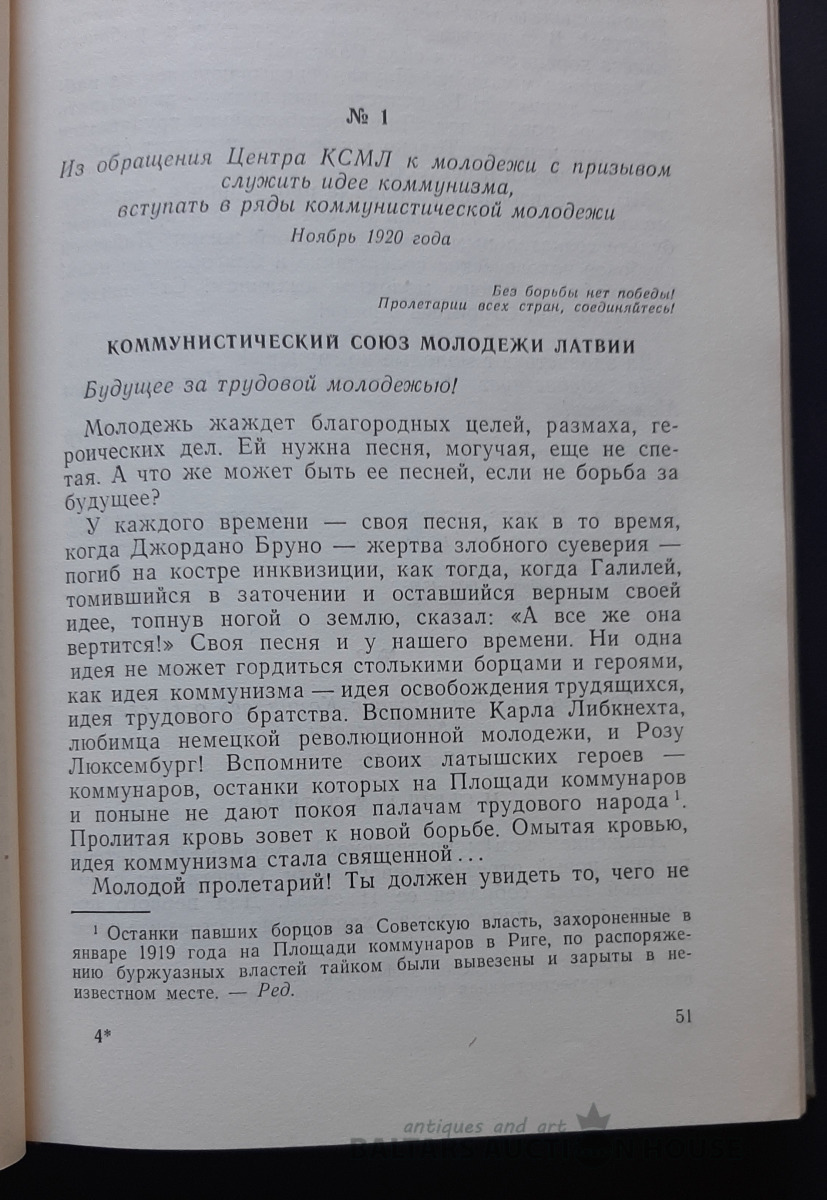 № 1
Из обращения Центра КСМЛ к молодежи с призывом
служить идее коммунизма,
вступать в ряды коммунистической молодежи
Ноябрь 1920 года
Без борьбы нет победы!
Пролетарии всех стран, соединяйтесь!
КОММУНИСТИЧЕСКИЙ СОЮЗ МОЛОДЕЖИ ЛАТВИИ
Будущее за трудовой молодежью!
Молодежь жаждет благородных целей, размаха, ге-
роических дел. Ей нужна песня, могучая, еще не спе-
тая. А что же может быть ее песней, если не борьба за
будущее?
У каждого времени — своя песня, как в то время,
когда Джордано Бруно — жертва злобного суеверия —
погиб на костре инквизиции, как тогда, когда Галилей,
томившийся в заточении и оставшийся верным своей
идее, топнув ногой о землю, сказал: «А все же она
вертится!» Своя песня и у нашего времени. Ни одна
идея не может гордиться столькими борцами и героями,
как идея коммунизма — идея освобождения трудящихся,
идея трудового братства. Вспомните Карла Либкнехта,
любимца немецкой революционной молодежи, и Розу
Люксембург! Вспомните своих латышских героев —
коммунаров, останки которых на Площади коммунаров
и поныне не дают покоя палачам трудового народа¹.
Пролитая кровь зовет к новой борьбе. Омытая кровью,
идея коммунизма стала священной...
Молодой пролетарий! Ты должен увидеть то, чего не
¹ Останки павших борцов за Советскую власть, захороненные в
январе 1919 года на Площади коммунаров в Риге, по распоряже-
нию буржуазных властей тайком были вывезены и зарыты в не-
известном месте. — Ред.
4*
51
antiques and art
BALTARS AUCTION HOUSE